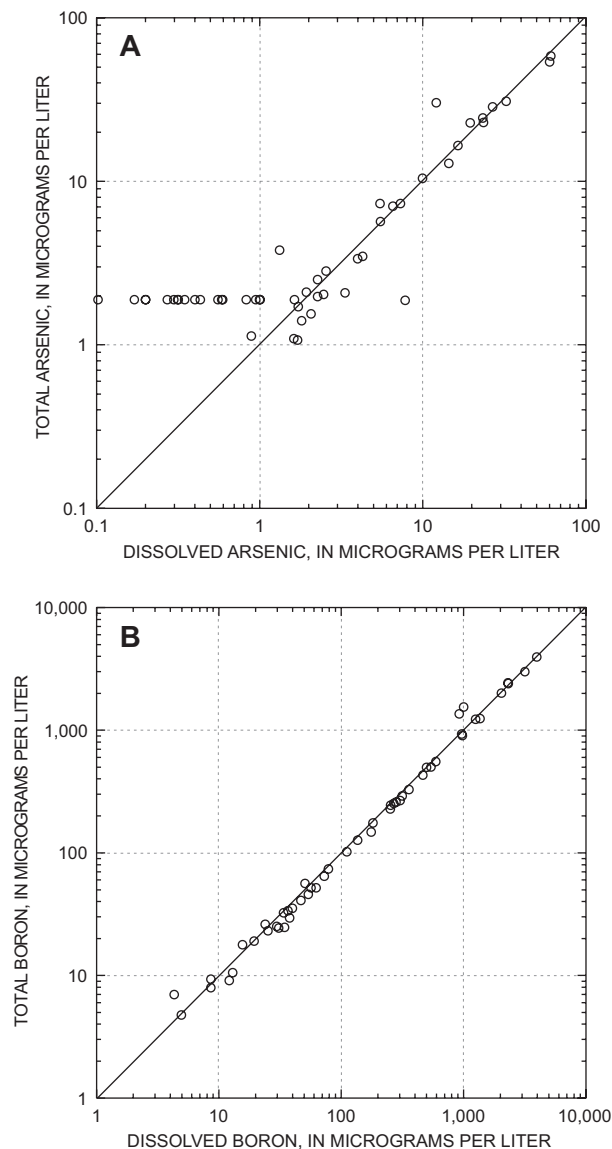 A
TOTAL ARSENIC, IN MICROGRAMS PER LITER
100
10
1
0.1
0.1 1 10 100
DISSOLVED ARSENIC, IN MICROGRAMS PER LITER
B
TOTAL BORON, IN MICROGRAMS PER LITER
10,000
1,000
100
10
1
1 10 100 1,000 10,000
DISSOLVED BORON, IN MICROGRAMS PER LITER